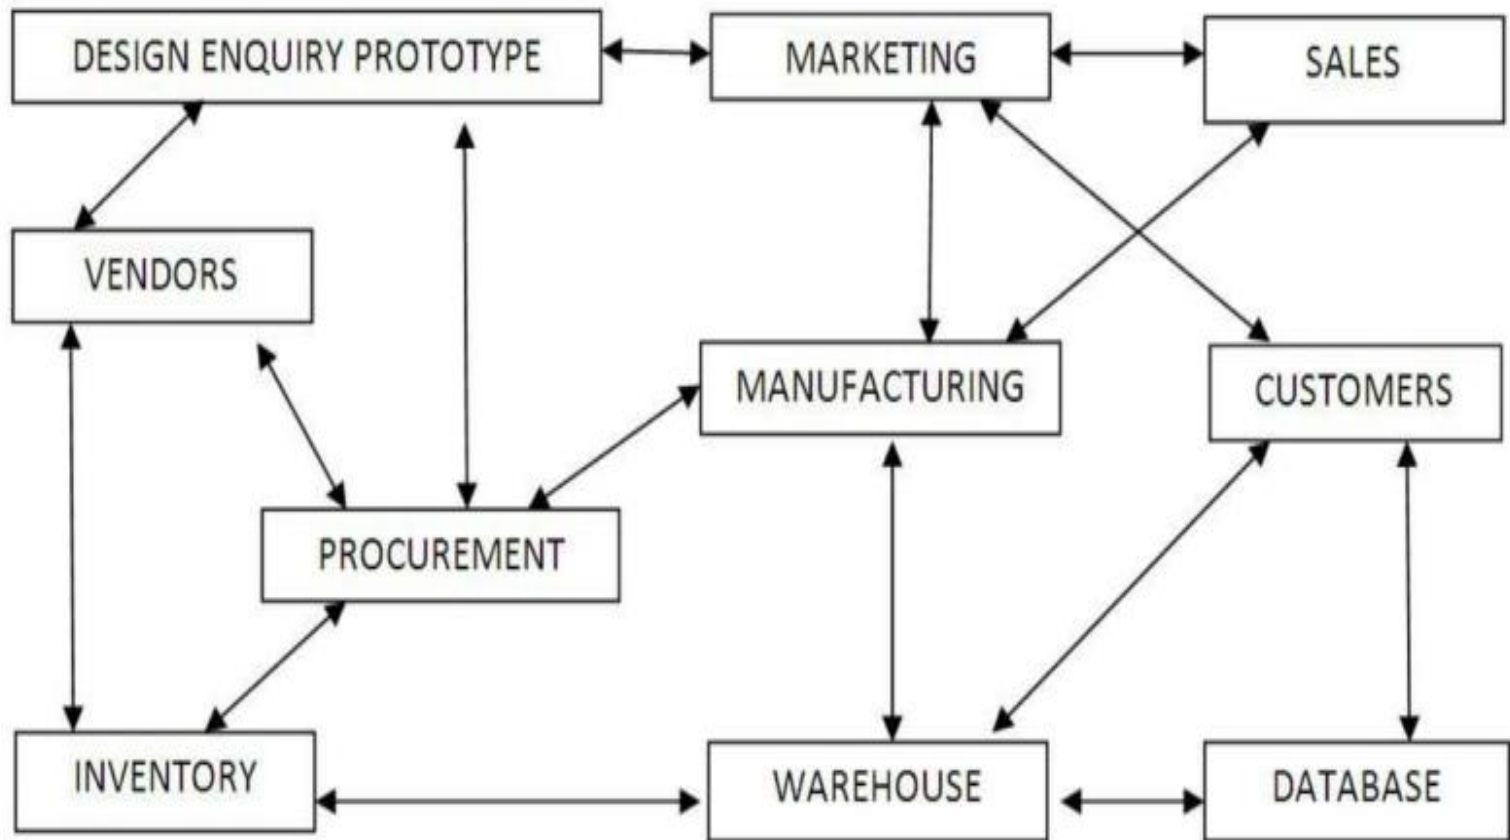 DESIGN ENQUIRY PROTOTYPE
MARKETING
SALES
VENDORS
MANUFACTURING
CUSTOMERS
PROCUREMENT
INVENTORY
WAREHOUSE
DATABASE